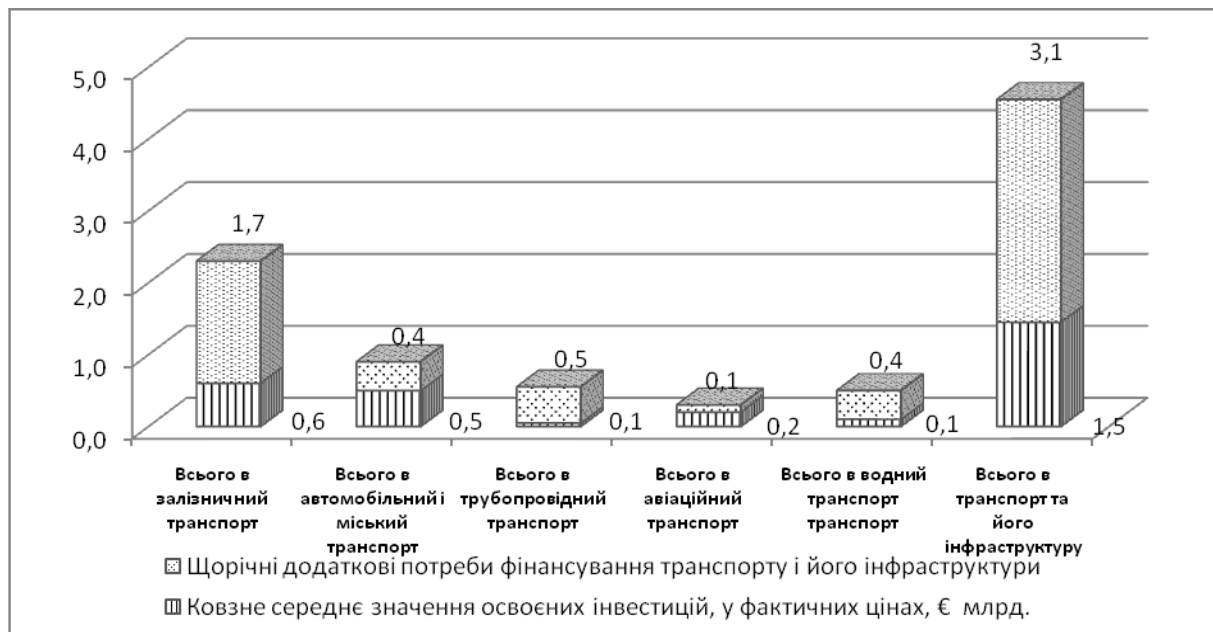 5,0
4,0
3,0
2,0
1,0
0,0
1,7
0,6
0,4
0,5
0,5
0,1
0,1
0,2
0,4
0,1
3,1
1,5
Всього в
залізничний
транспорт
Всього в
автомобільний і
міський
транспорт
Всього в
трубопровідний
транспорт
Всього в
авіаційний
транспорт
Всього в водний
транспорт
транспорт
Всього в
транспорт та
його
інфраструктуру
Щорічні додаткові потреби фінансування транспорту і його інфраструктури
Ковзне середнє значення освоєних інвестицій, у фактичних цінах, € млрд.